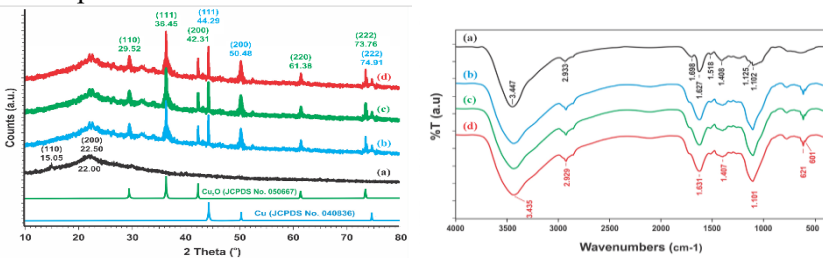 (111)
36.45
(111)
44.29
(110)
29.52
(200)
42.31
(200)
50.48
(220)
61.38
(222)
73.76
(222)
74.91
(d)
(c)
(b)
(a)
(110)
15.05
(200)
22.50
22.00
Cu₂O (JCPDS No. 050667)
Cu (JCPDS No. 040836)
Counts (a.u.)
10 20 30 40 50 60 70 80
2 Theta (°)
(a)
(b)
(c)
(d)
3.447
2.933
1.698
1.627
1.518
1.408
1.125
1.102
3.435
2.929
1.631
1.407
1.101
621
601
%T (a.u)
4000 3500 3000 2500 2000 1500 1000 500
Wavenumbers (cm-1)